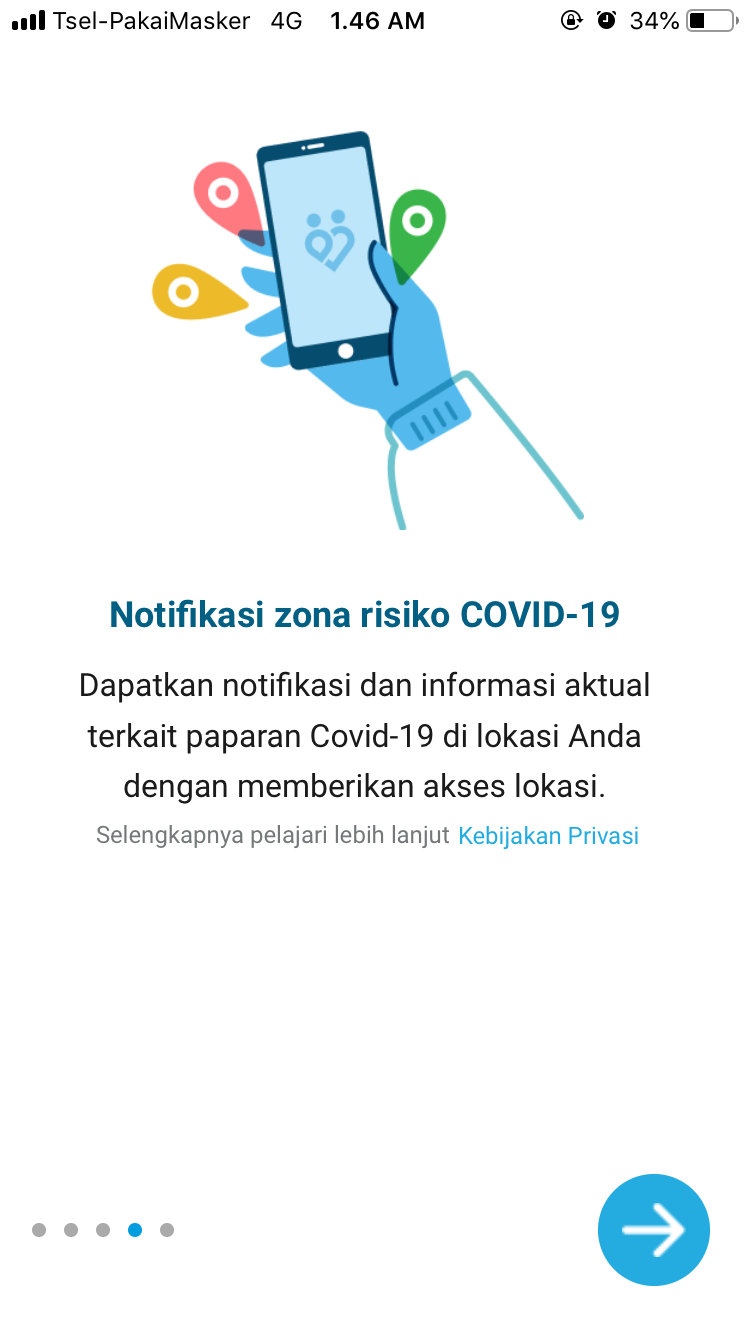 Tsel-PakaiMasker 4G 1.46 AM 34%
Notifikasi zona risiko COVID-19
Dapatkan notifikasi dan informasi aktual
terkait paparan Covid-19 di lokasi Anda
dengan memberikan akses lokasi.
Selengkapnya pelajari lebih lanjut Kebijakan Privasi